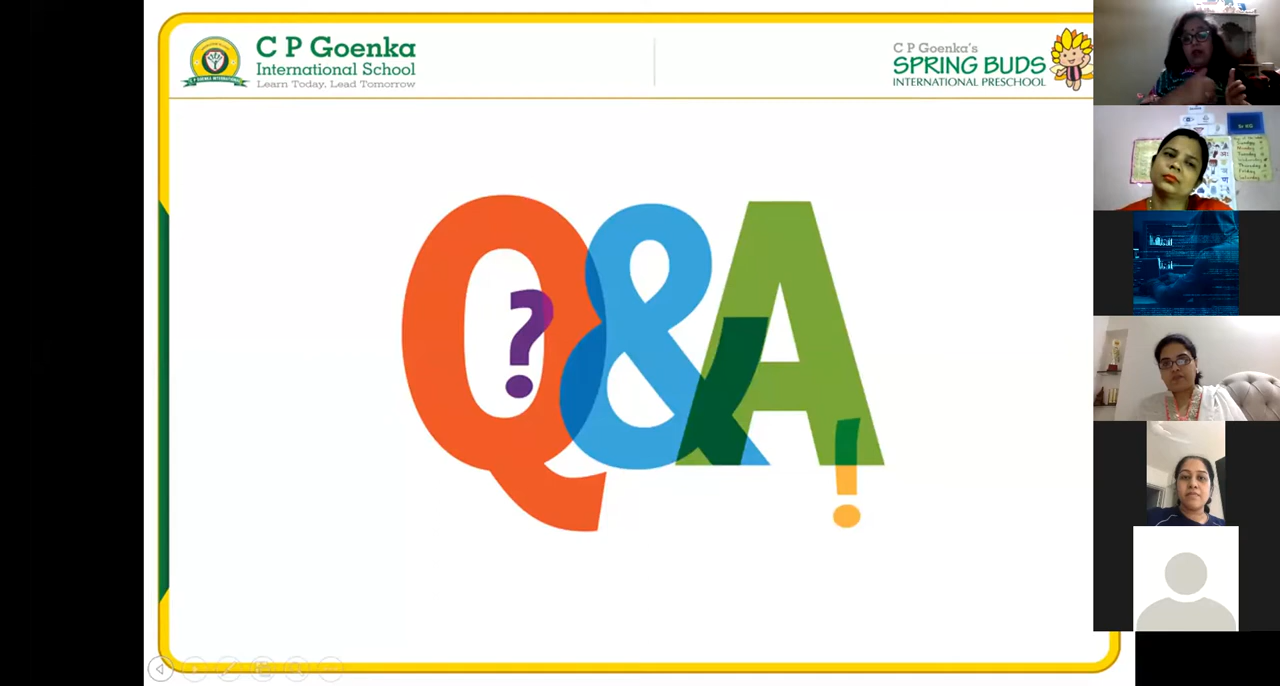 C P Goenka
International School
Learn Today, Lead Tomorrow
C P Goenka's
SPRING BUDS
INTERNATIONAL PRESCHOOL
Q&A
?
!